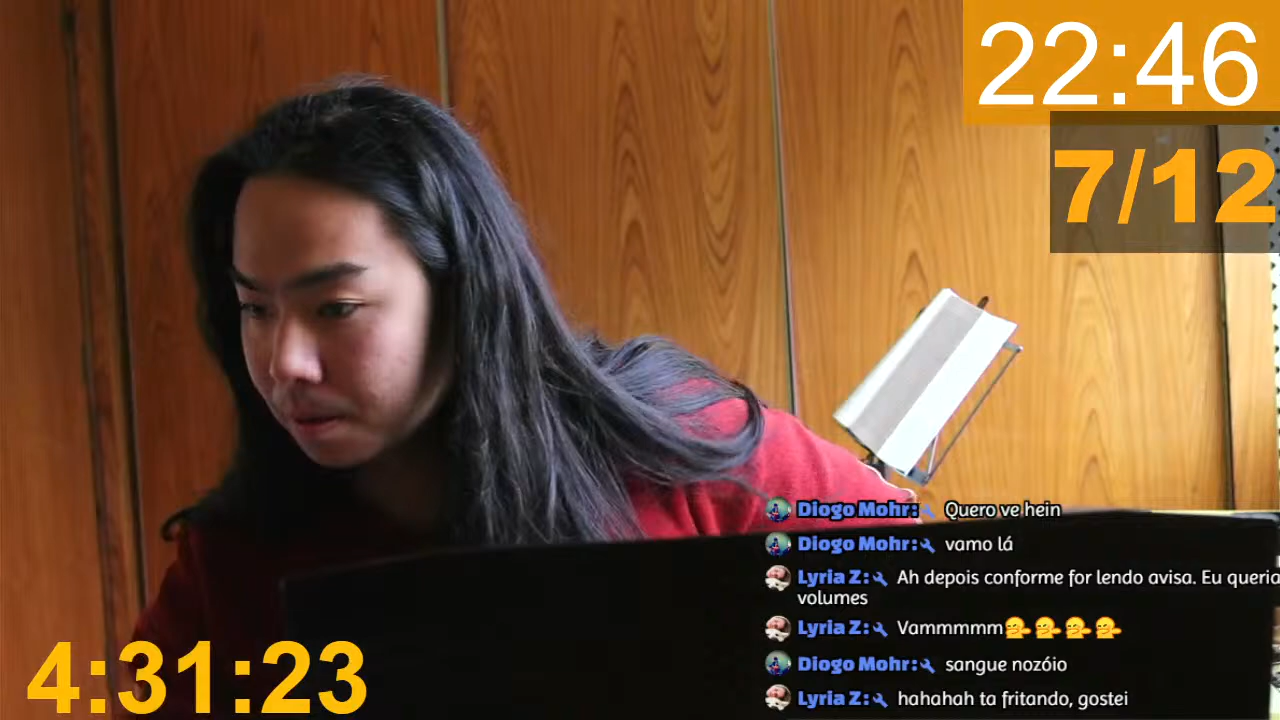 22:46
7/12
Diogo Mohr: Quero ve hein
Diogo Mohr: vamo lá
Lyria Z: Ah depois conforme for lendo avisa. Eu queria
volumes
Lyria Z: Vammmmm
Diogo Mohr: sangue nozóio
Lyria Z: hahahah ta fritando, gostei
4:31:23